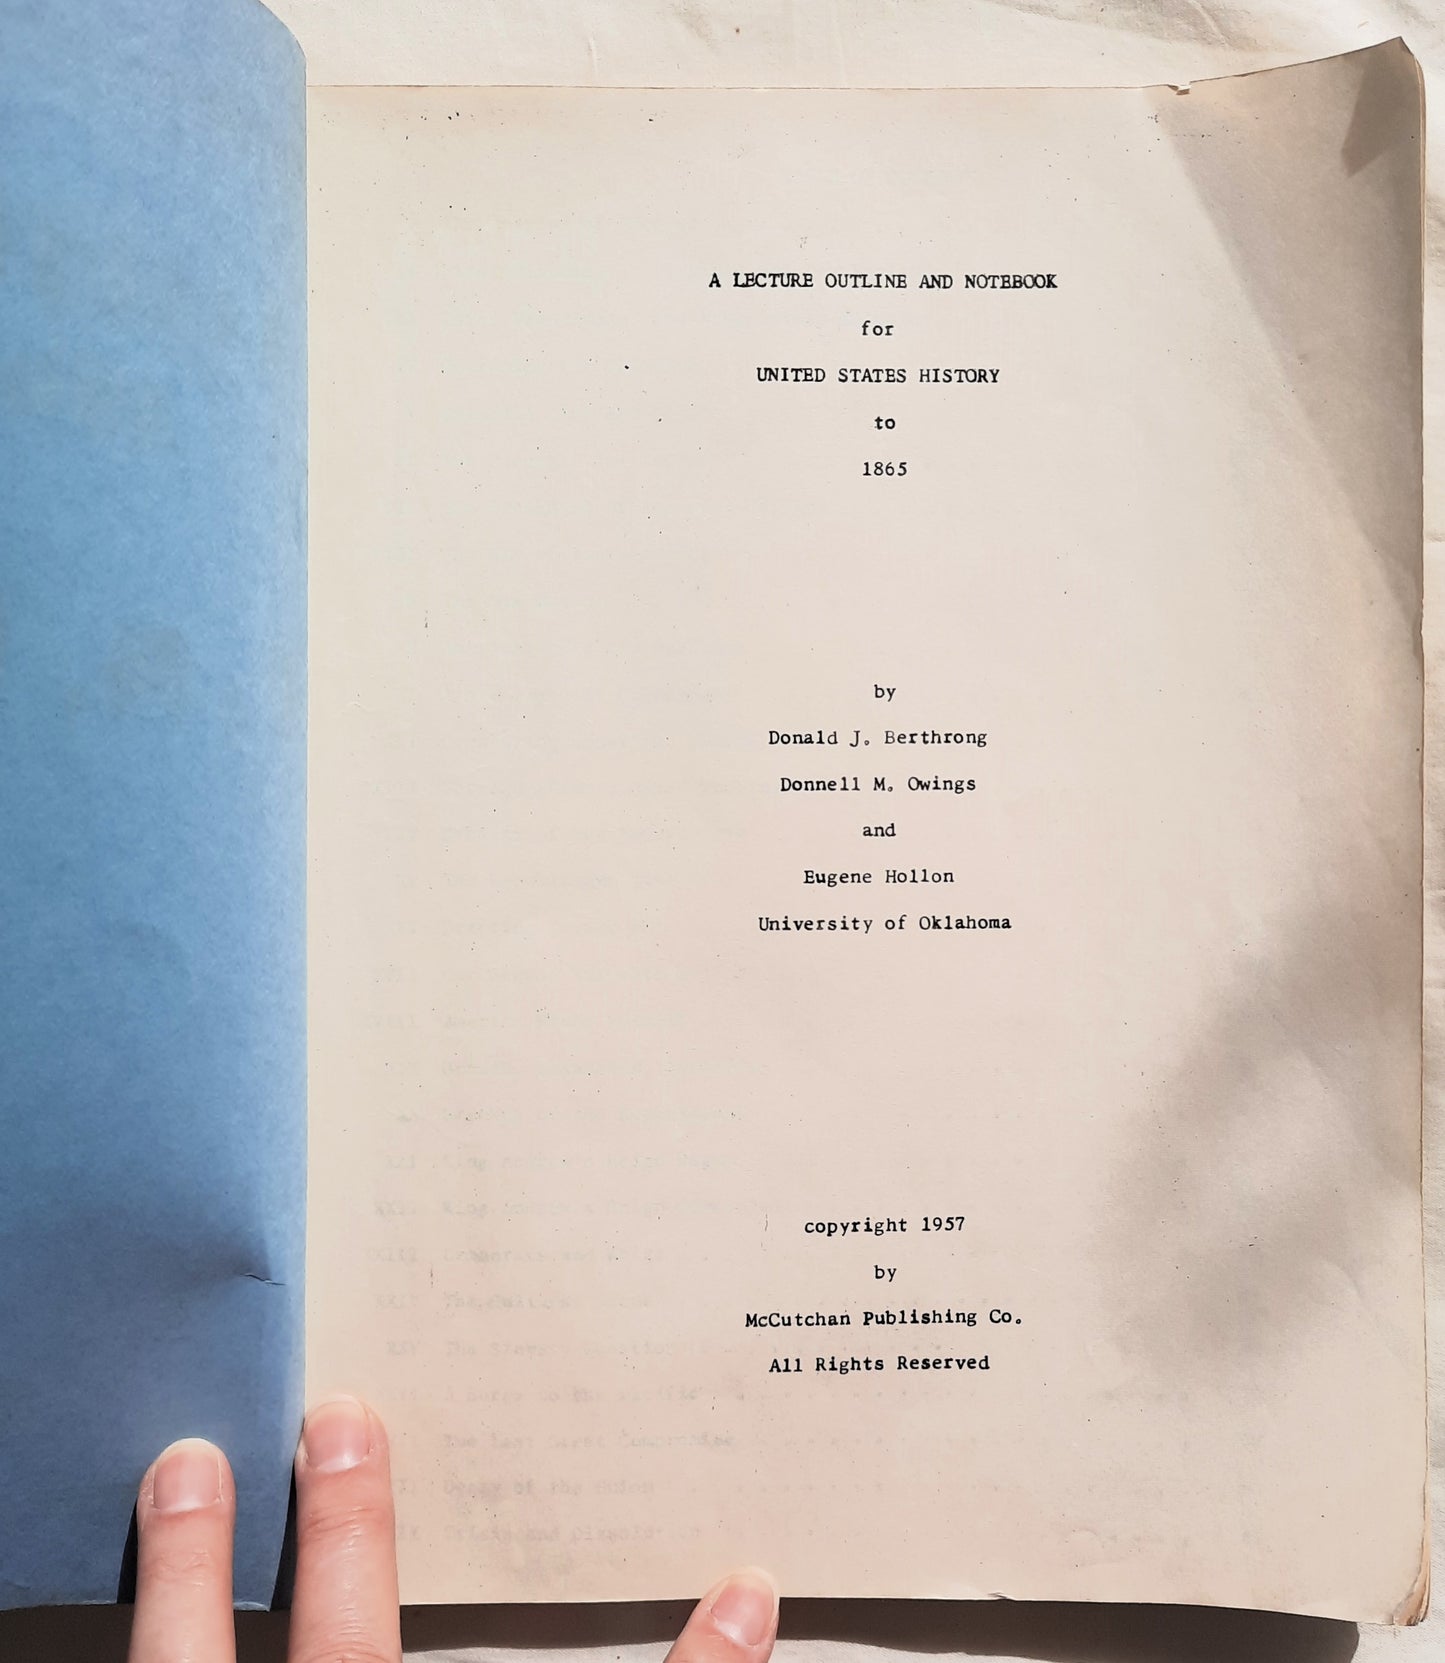 A LECTURE OUTLINE AND NOTEBOOK
for
UNITED STATES HISTORY
to
1865
by
Donald J. Berthrong
Donnell M. Owings
and
Eugene Hollon
University of Oklahoma
copyright 1957
by
McCutchan Publishing Co.
All Rights Reserved